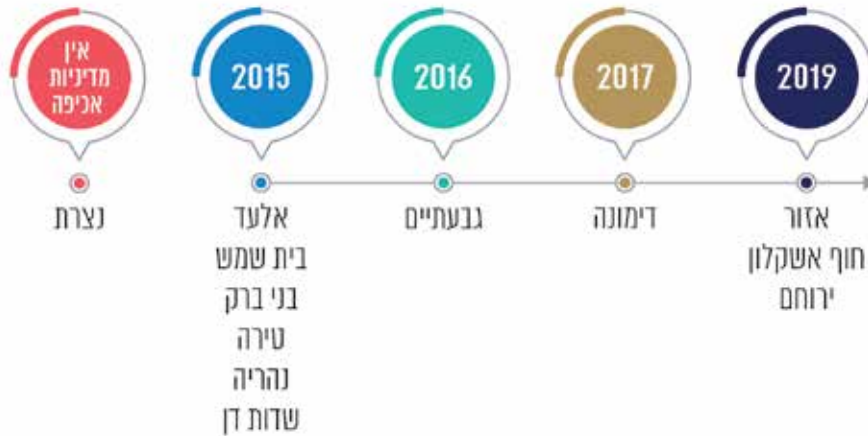 אין
מדיניות
אכיפה
נצרת
2015
אלעד
בית שמש
בני ברק
טירה
נהריה
שדות דן
2016
גבעתיים
2017
דימונה
2019
אזור
חוף אשקלון
ירוחם